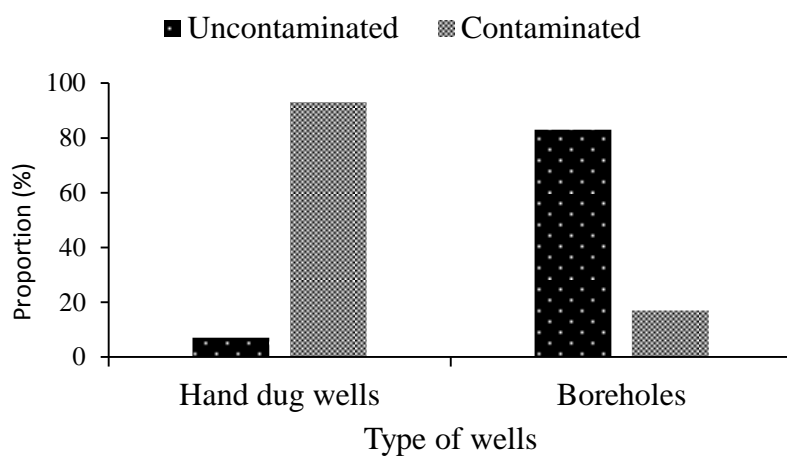 Uncontaminated Contaminated
100
80
60
40
20
0
Proportion (%)
Hand dug wells Boreholes
Type of wells